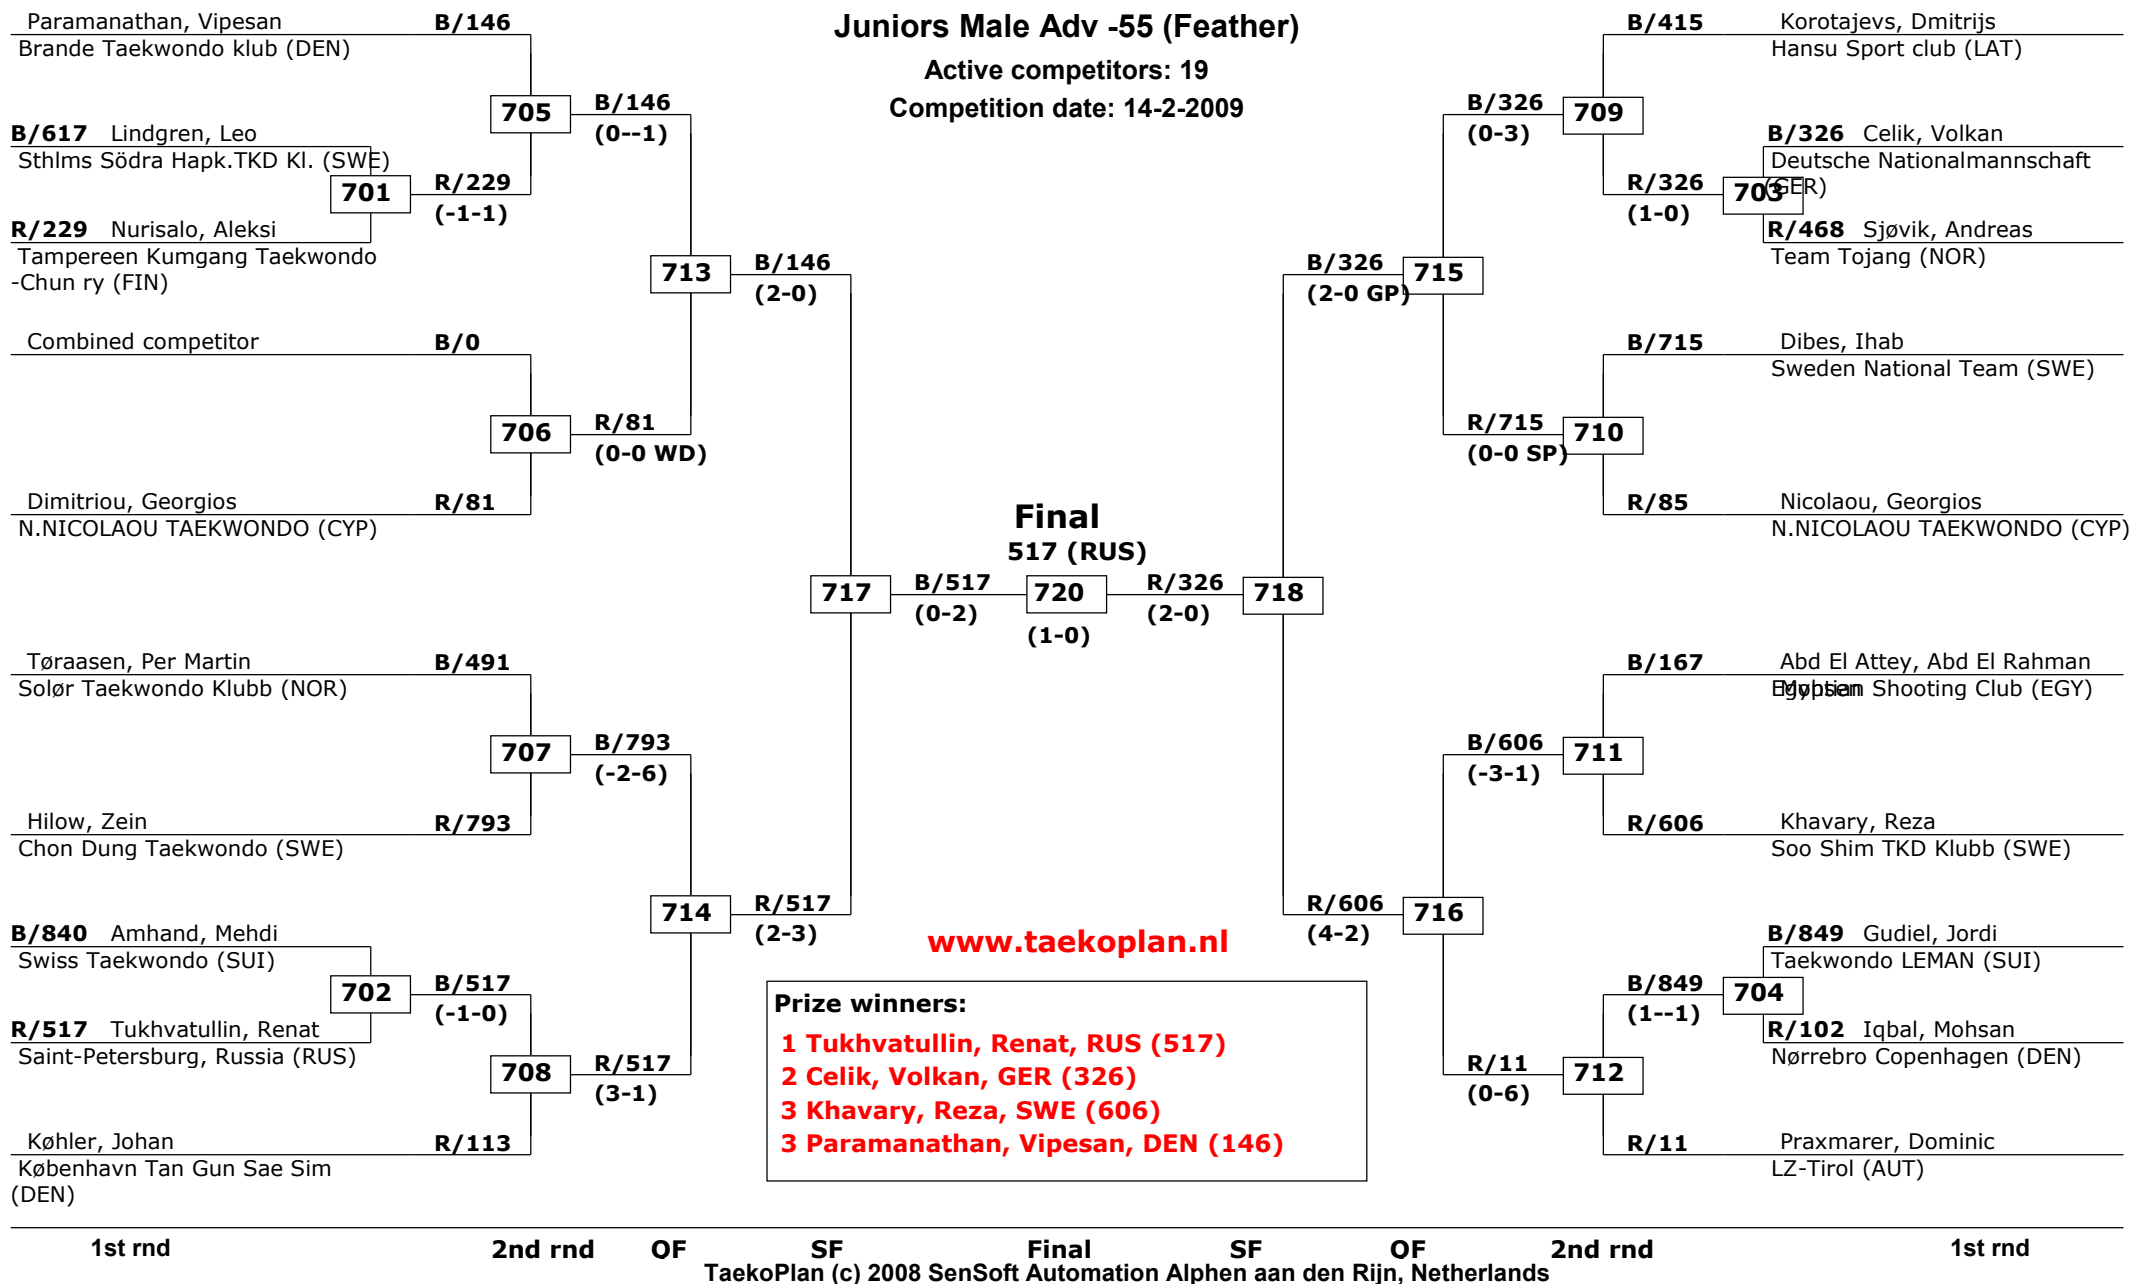 Juniors Male Adv -55 (Feather)
Active competitors: 19
Competition date: 14-2-2009
Paramanathan, Vipesan B/146
Brande Taekwondo klub (DEN)
705
B/146
(0--1)
B/617 Lindgren, Leo
Sthlms Södra Hapk.TKD Kl. (SWE)
701
R/229
(-1-1)
R/229 Nurisalo, Aleksi
Tampereen Kumgang Taekwondo
-Chun ry (FIN)
713
B/146
(2-0)
Combined competitor B/0
706
R/81
(0-0 WD)
Dimitriou, Georgios R/81
N.NICOLAOU TAEKWONDO (CYP)
717
B/517
(0-2)
Tøraasen, Per Martin B/491
Solør Taekwondo Klubb (NOR)
707
B/793
(-2-6)
Hilow, Zein R/793
Chon Dung Taekwondo (SWE)
714
R/517
(2-3)
B/840 Amhand, Mehdi
Swiss Taekwondo (SUI)
702
B/517
(-1-0)
R/517 Tukhvatullin, Renat
Saint-Petersburg, Russia (RUS)
708
R/517
(3-1)
Køhler, Johan R/113
København Tan Gun Sae Sim
(DEN)
Final
517 (RUS)
720
(1-0)
B/415 Korotajevs, Dmitrijs
Hansu Sport club (LAT)
B/326
(0-3)
709
B/326 Celik, Volkan
Deutsche Nationalmannschaft
(GER)
R/326
(1-0)
703
R/468 Sjøvik, Andreas
Team Tojang (NOR)
B/326
(2-0 GP)
715
B/715 Dibes, Ihab
Sweden National Team (SWE)
R/715
(0-0 SP)
710
R/85 Nicolaou, Georgios
N.NICOLAOU TAEKWONDO (CYP)
R/326
(2-0)
718
B/167 Abd El Attey, Abd El Rahman
Mohsen
Egyptian Shooting Club (EGY)
B/606
(-3-1)
711
R/606 Khavary, Reza
Soo Shim TKD Klubb (SWE)
R/606
(4-2)
716
B/849 Gudiel, Jordi
Taekwondo LEMAN (SUI)
B/849
(1--1)
704
R/102 Iqbal, Mohsan
Nørrebro Copenhagen (DEN)
R/11
(0-6)
712
R/11 Praxmarer, Dominic
LZ-Tirol (AUT)
www.taekoplan.nl
Prize winners:
1 Tukhvatullin, Renat, RUS (517)
2 Celik, Volkan, GER (326)
3 Khavary, Reza, SWE (606)
3 Paramanathan, Vipesan, DEN (146)
1st rnd 2nd rnd QF SF Final SF QF 2nd rnd 1st rnd
TaekoPlan (c) 2008 SenSoft Automation Alphen aan den Rijn, Netherlands